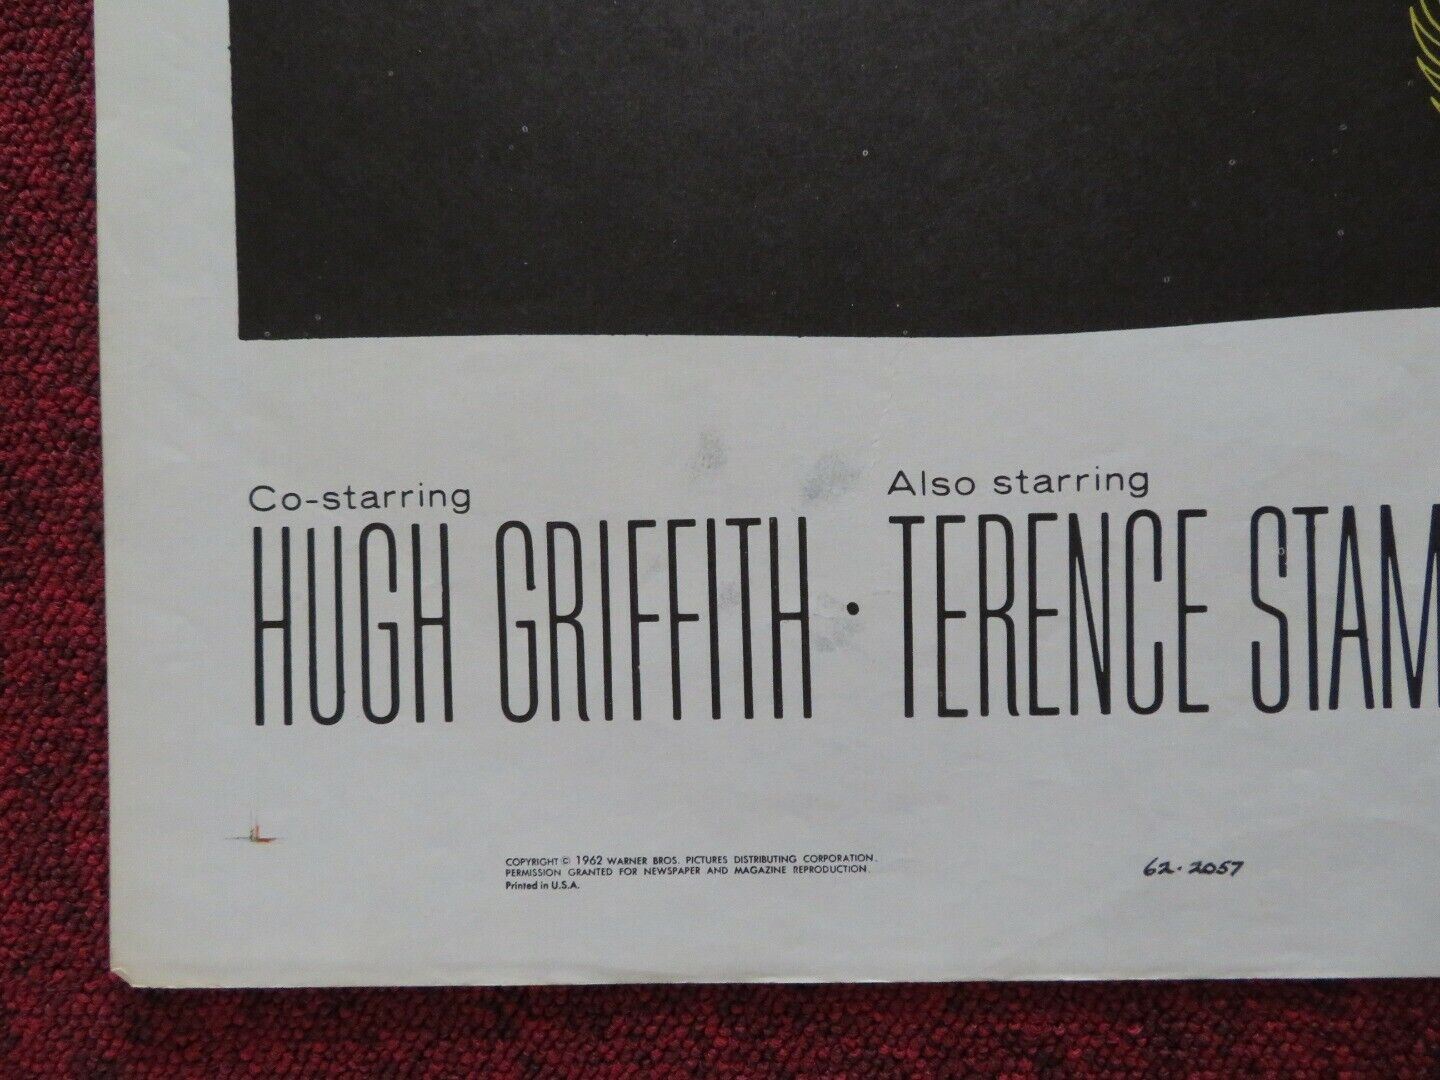 Co-starring
HUGH GRIFFITH ·
Also starring
TERENCE STAM
COPYRIGHT © 1962 WARNER BROS. PICTURES DISTRIBUTING CORPORATION.
PERMISSION GRANTED FOR NEWSPAPER AND MAGAZINE REPRODUCTION.
Printed in U.S.A.
62-2057